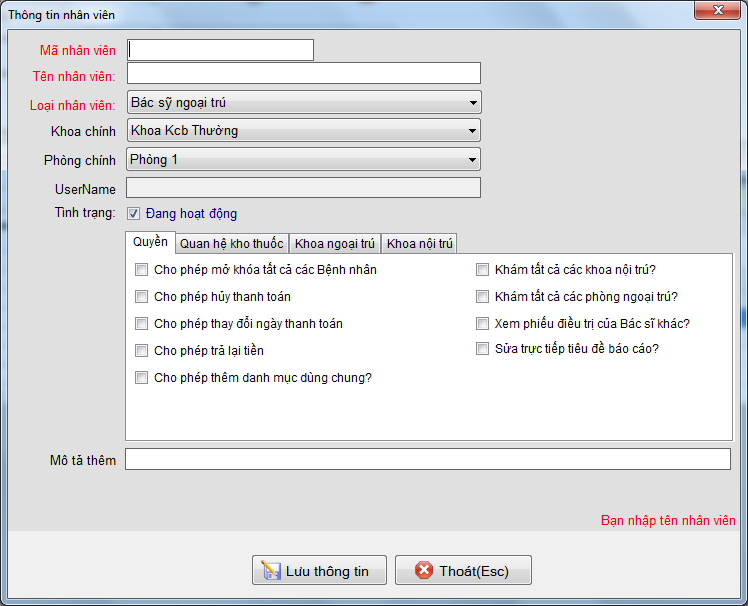 Thông tin nhân viên
Mã nhân viên
Tên nhân viên:
Loại nhân viên: Bác sỹ ngoại trú
Khoa chính Khoa Kcb Thường
Phòng chính Phòng 1
UserName
Tình trạng: Đang hoạt động
Quyền Quan hệ kho thuốc Khoa ngoại trú Khoa nội trú
Cho phép mở khóa tất cả các Bệnh nhân
Cho phép hủy thanh toán
Cho phép thay đổi ngày thanh toán
Cho phép trả lại tiền
Cho phép thêm danh mục dùng chung?
Khám tất cả các khoa nội trú?
Khám tất cả các phòng ngoại trú?
Xem phiếu điều trị của Bác sĩ khác?
Sửa trực tiếp tiêu đề báo cáo?
Mô tả thêm
Bạn nhập tên nhân viên
Lưu thông tin Thoát(Esc)